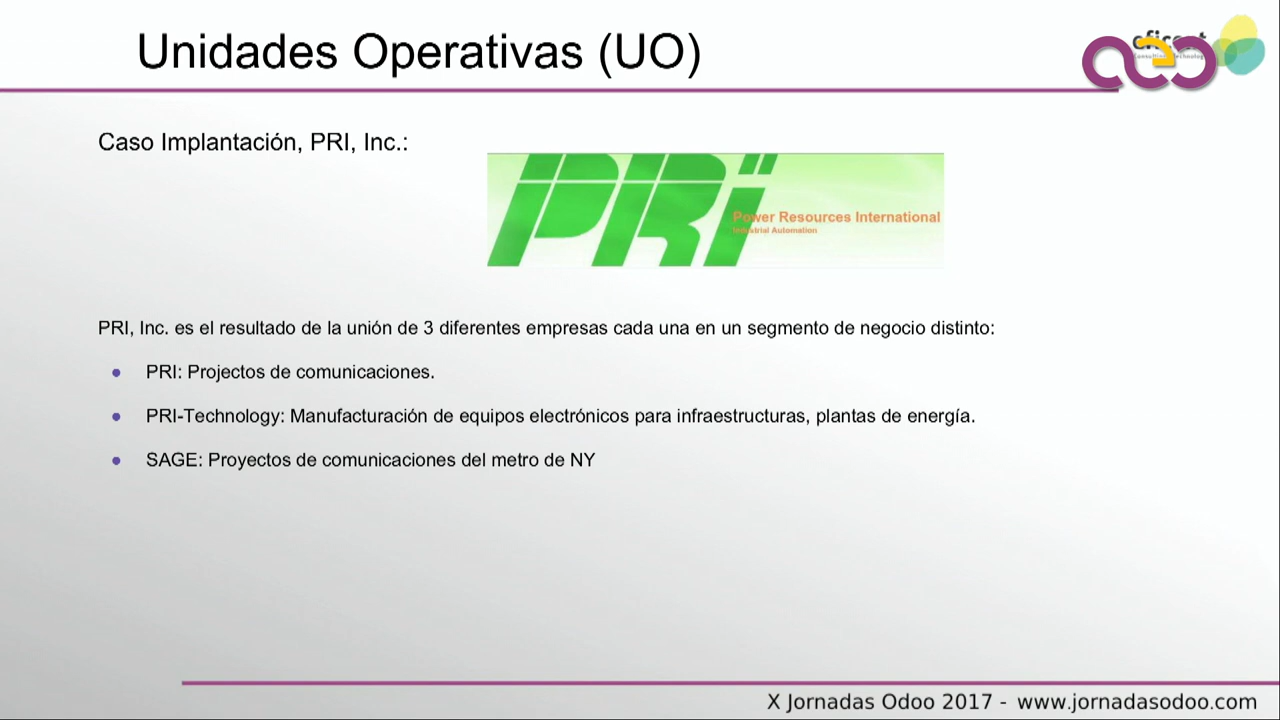 Unidades Operativas (UO)
eficent
Caso Implantación, PRI, Inc.:
PRi
Power Resources International
Industrial Automation
PRI, Inc. es el resultado de la unión de 3 diferentes empresas cada una en un segmento de negocio distinto:
PRI: Projectos de comunicaciones.
PRI-Technology: Manufacturación de equipos electrónicos para infraestructuras, plantas de energía.
SAGE: Proyectos de comunicaciones del metro de NY
X Jornadas Odoo 2017 - www.jornadasodoo.com